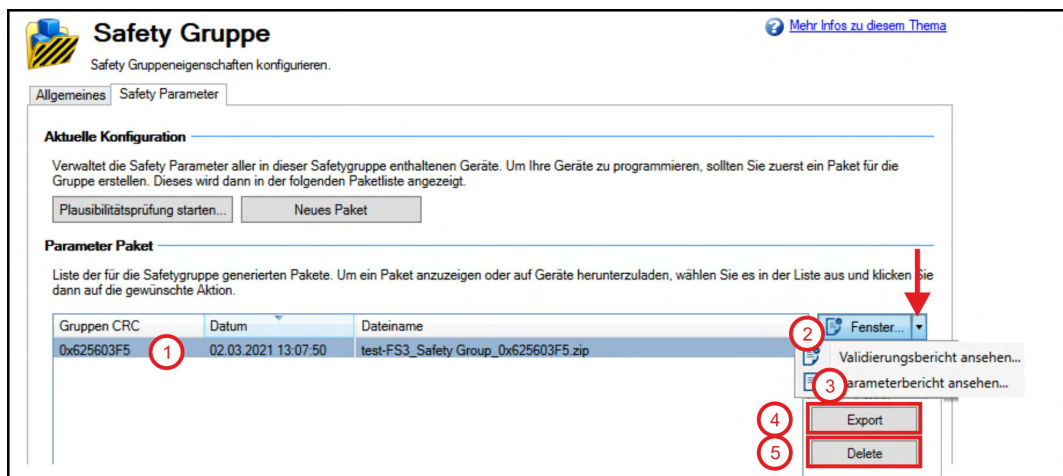 Safety Gruppe
Mehr Infos zu diesem Thema
Safety Gruppeneigenschaften konfigurieren.
Allgemeines
Safety Parameter
Aktuelle Konfiguration
Verwaltet die Safety Parameter aller in dieser Safetygruppe enthaltenen Geräte. Um Ihre Geräte zu programmieren, sollten Sie zuerst ein Paket für die
Gruppe erstellen. Dieses wird dann in der folgenden Paketliste angezeigt.
Plausibilitätsprüfung starten...
Neues Paket
Parameter Paket
Liste der für die Safetygruppe generierten Pakete. Um ein Paket anzuzeigen oder auf Geräte herunterzuladen, wählen Sie es in der Liste aus und klicken Sie
dann auf die gewünschte Aktion.
Gruppen CRC
Datum
Dateiname
2
Fenster...
0x625603F5
1
02.03.2021 13:07:50
test-FS3_Safety Group_0x625603F5.zip
Validierungsbericht ansehen...
3
arameterbericht ansehen...
4
Export
5
Delete